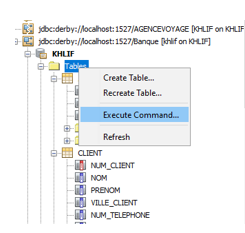 jdbc:derby://localhost:1527/AGENCEVOYAGE [KHLIF on KHLIF]
jdbc:derby://localhost:1527/Banque [khlif on KHLIF]
KHLIF
Tables
Create Table...
Recreate Table...
Execute Command...
Refresh
CLIENT
NUM_CLIENT
NOM
PRENOM
VILLE_CLIENT
NUM_TELEPHONE